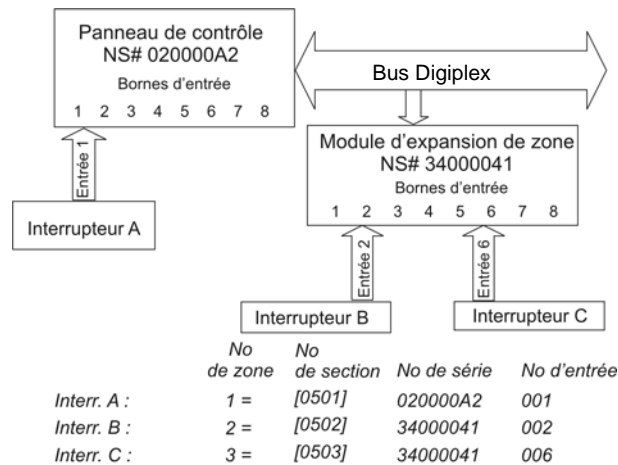 Panneau de contrôle
NS# 020000A2
Bornes d'entrée
1 2 3 4 5 6 7 8
Bus Digiplex
Entrée 1
Interrupteur A
Module d'expansion de zone
NS# 34000041
Bornes d'entrée
1 2 3 4 5 6 7 8
Entrée 2
Entrée 6
Interrupteur B
Interrupteur C
No de zone No de section No de série No d'entrée
Interr. A : 1 = [0501] 020000A2 001
Interr. B : 2 = [0502] 34000041 002
Interr. C : 3 = [0503] 34000041 006